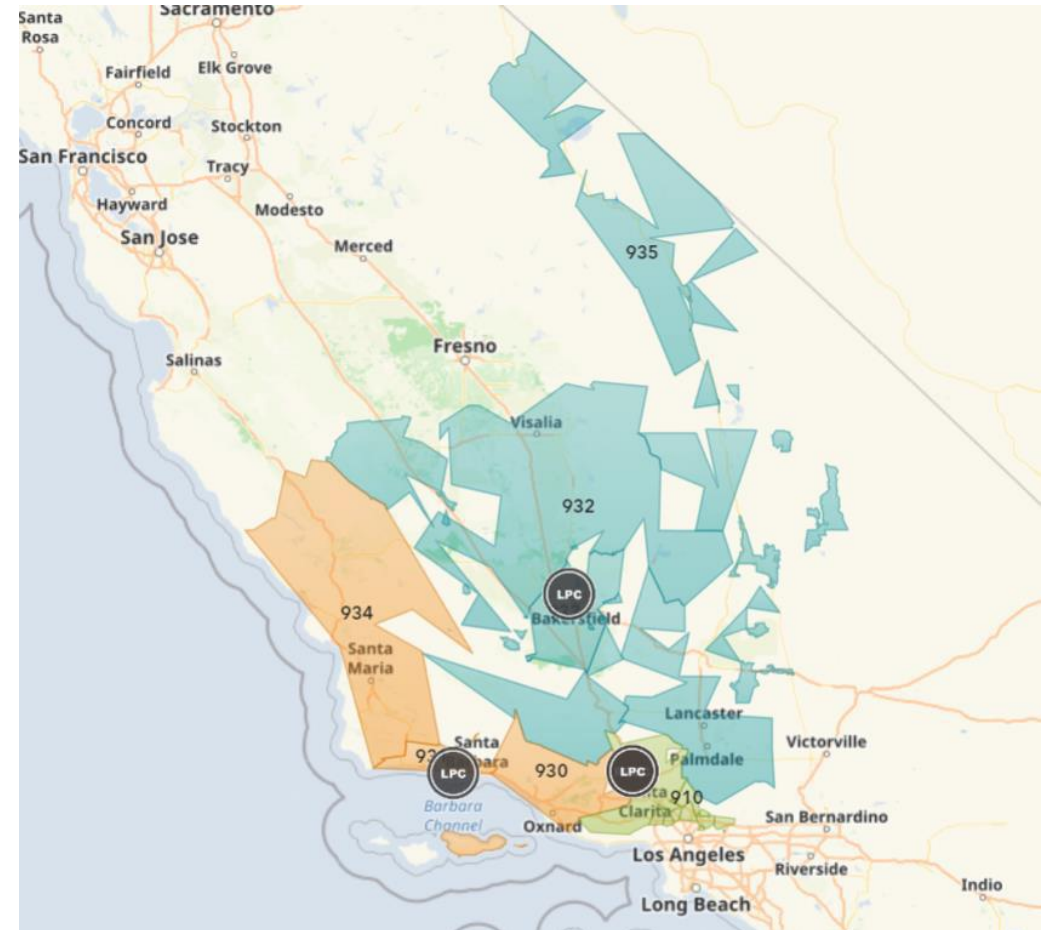 Sacramento
Santa
Rosa
Fairfield
Elk Grove
Concord
Stockton
San Francisco
Tracy
Hayward
Modesto
San Jose
Merced
935
Salinas
Fresno
Visalia
932
LPC
Bakersfield
934
Santa
Maria
Santa
LPC
930
LPC
Lancaster
Palmdale
Victorville
910
Clarita
Barbara
Channel
Oxnard
San Bernardino
Los Angeles
Riverside
Indio
Long Beach